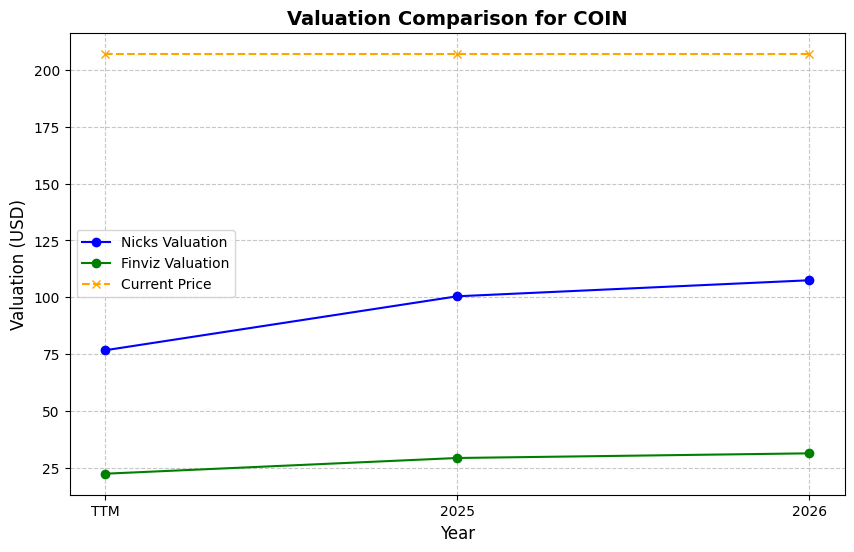 Valuation Comparison for COIN
Valuation (USD)
200
175
150
125
100
75
50
25
Nicks Valuation
Finviz Valuation
Current Price
TTM
2025
2026
Year